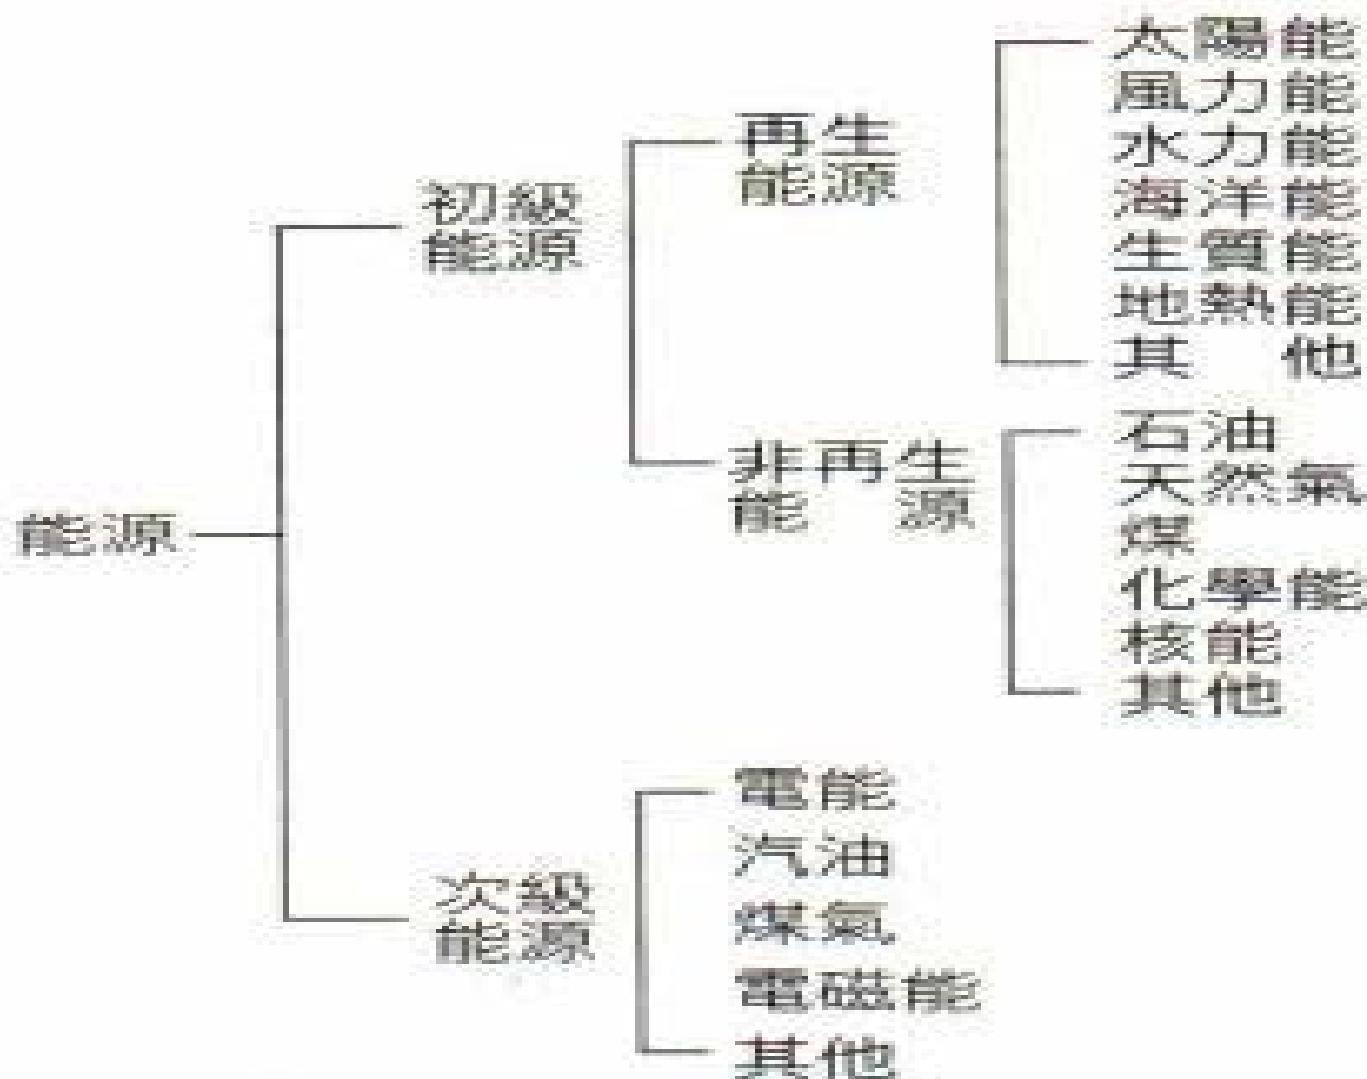 能源
初級
能源
再生
能源
太陽能
風力能
水力能
海洋能
生質能
地熱能
其　他
非再生
能　源
石油
天然氣
煤
化學能
核能
其他
次級
能源
電能
汽油
煤氣
電磁能
其他